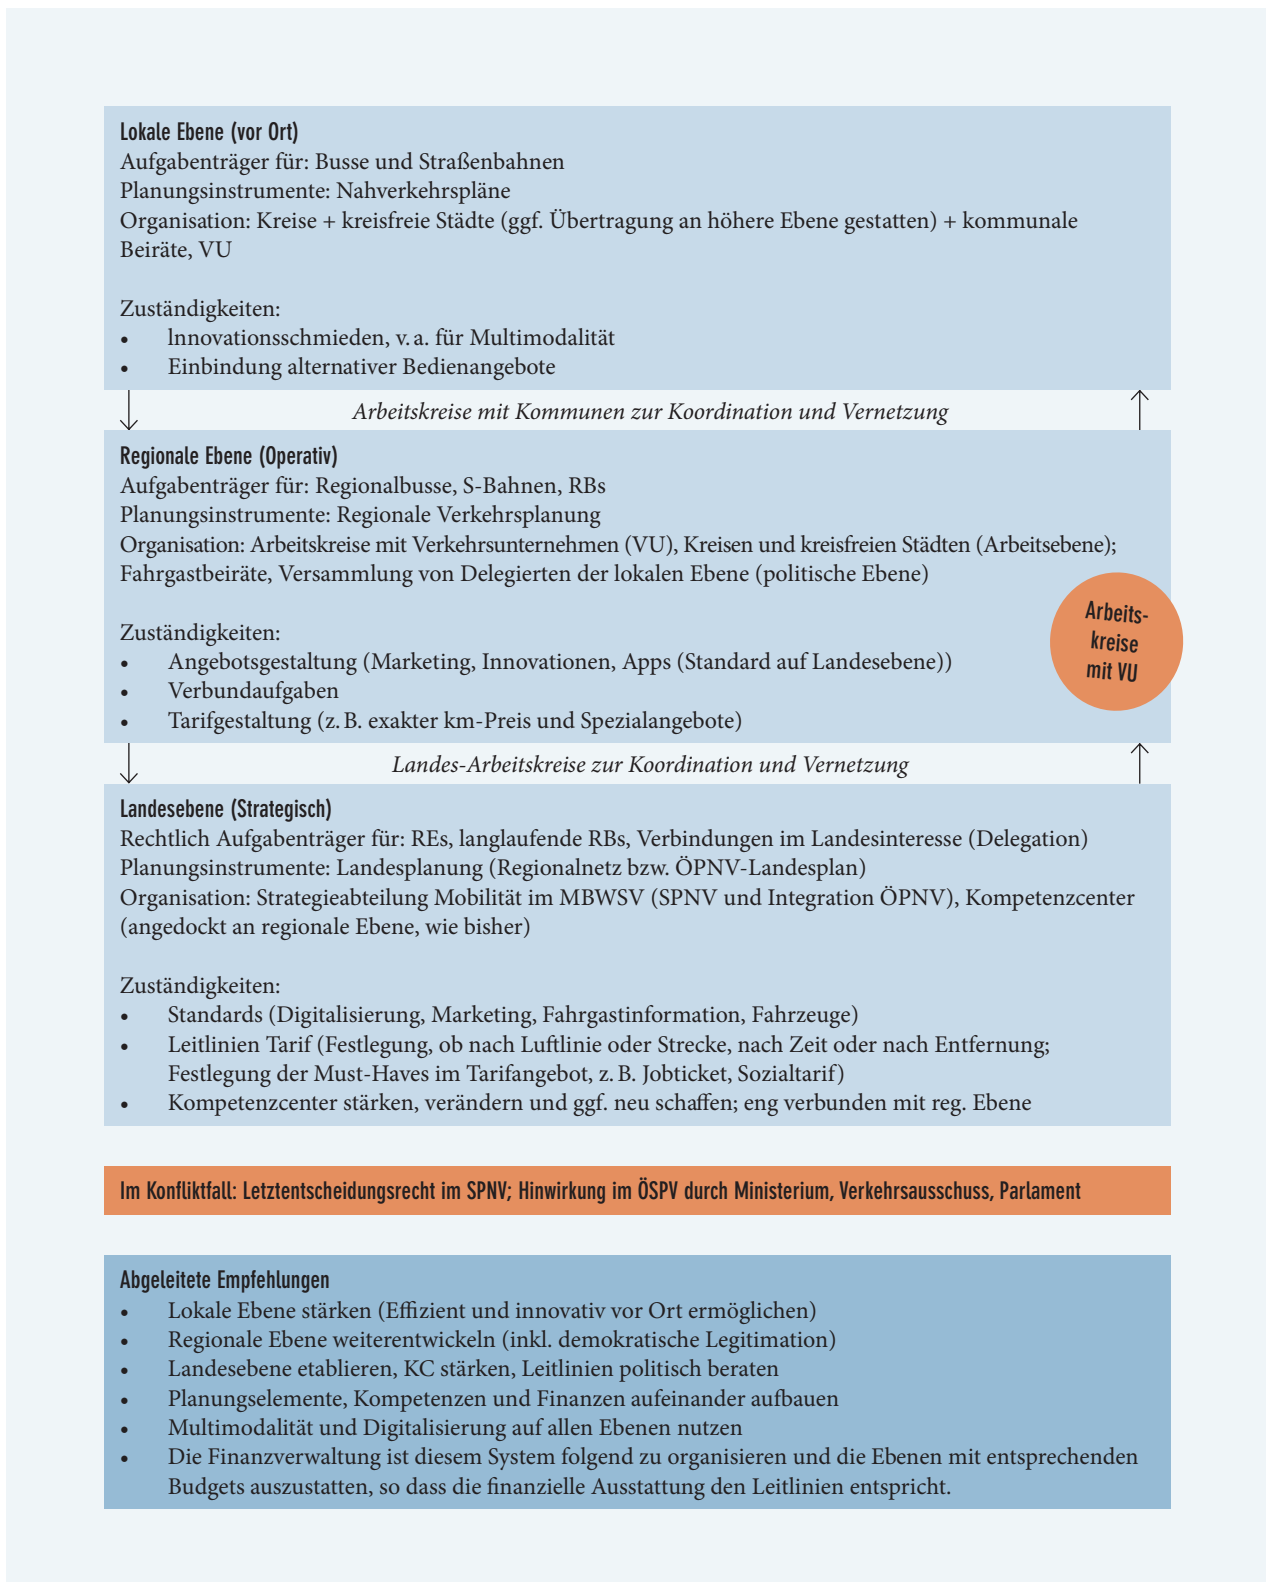 Lokale Ebene (vor Ort)
Aufgabenträger für: Busse und Straßenbahnen
Planungsinstrumente: Nahverkehrspläne
Organisation: Kreise + kreisfreie Städte (ggf. Übertragung an höhere Ebene gestatten) + kommunale
Beiräte, VU
Zuständigkeiten:
• Innovationsschmieden, v. a. für Multimodalität
• Einbindung alternativer Bedienangebote
Arbeitskreise mit Kommunen zur Koordination und Vernetzung
Regionale Ebene (Operativ)
Aufgabenträger für: Regionalbusse, S-Bahnen, RBs
Planungsinstrumente: Regionale Verkehrsplanung
Organisation: Arbeitskreise mit Verkehrsunternehmen (VU), Kreisen und kreisfreien Städten (Arbeitsebene);
Fahrgastbeiräte, Versammlung von Delegierten der lokalen Ebene (politische Ebene)
Zuständigkeiten:
• Angebotsgestaltung (Marketing, Innovationen, Apps (Standard auf Landesebene))
• Verbundaufgaben
• Tarifgestaltung (z. B. exakter km-Preis und Spezialangebote)
Arbeits-
kreise
mit VU
Landes-Arbeitskreise zur Koordination und Vernetzung
Landesebene (Strategisch)
Rechtlich Aufgabenträger für: REs, langlaufende RBs, Verbindungen im Landesinteresse (Delegation)
Planungsinstrumente: Landesplanung (Regionalnetz bzw. ÖPNV-Landesplan)
Organisation: Strategieabteilung Mobilität im MBWSV (SPNV und Integration ÖPNV), Kompetenzcenter
(angedockt an regionale Ebene, wie bisher)
Zuständigkeiten:
• Standards (Digitalisierung, Marketing, Fahrgastinformation, Fahrzeuge)
• Leitlinien Tarif (Festlegung, ob nach Luftlinie oder Strecke, nach Zeit oder nach Entfernung;
Festlegung der Must-Haves im Tarifangebot, z. B. Jobticket, Sozialtarif)
• Kompetenzcenter stärken, verändern und ggf. neu schaffen; eng verbunden mit reg. Ebene
Im Konfliktfall: Letztentscheidungsrecht im SPNV; Hinwirkung im ÖSPV durch Ministerium, Verkehrsausschuss, Parlament
Abgeleitete Empfehlungen
• Lokale Ebene stärken (Effizient und innovativ vor Ort ermöglichen)
• Regionale Ebene weiterentwickeln (inkl. demokratische Legitimation)
• Landesebene etablieren, KC stärken, Leitlinien politisch beraten
• Planungselemente, Kompetenzen und Finanzen aufeinander aufbauen
• Multimodalität und Digitalisierung auf allen Ebenen nutzen
• Die Finanzverwaltung ist diesem System folgend zu organisieren und die Ebenen mit entsprechenden
Budgets auszustatten, so dass die finanzielle Ausstattung den Leitlinien entspricht.